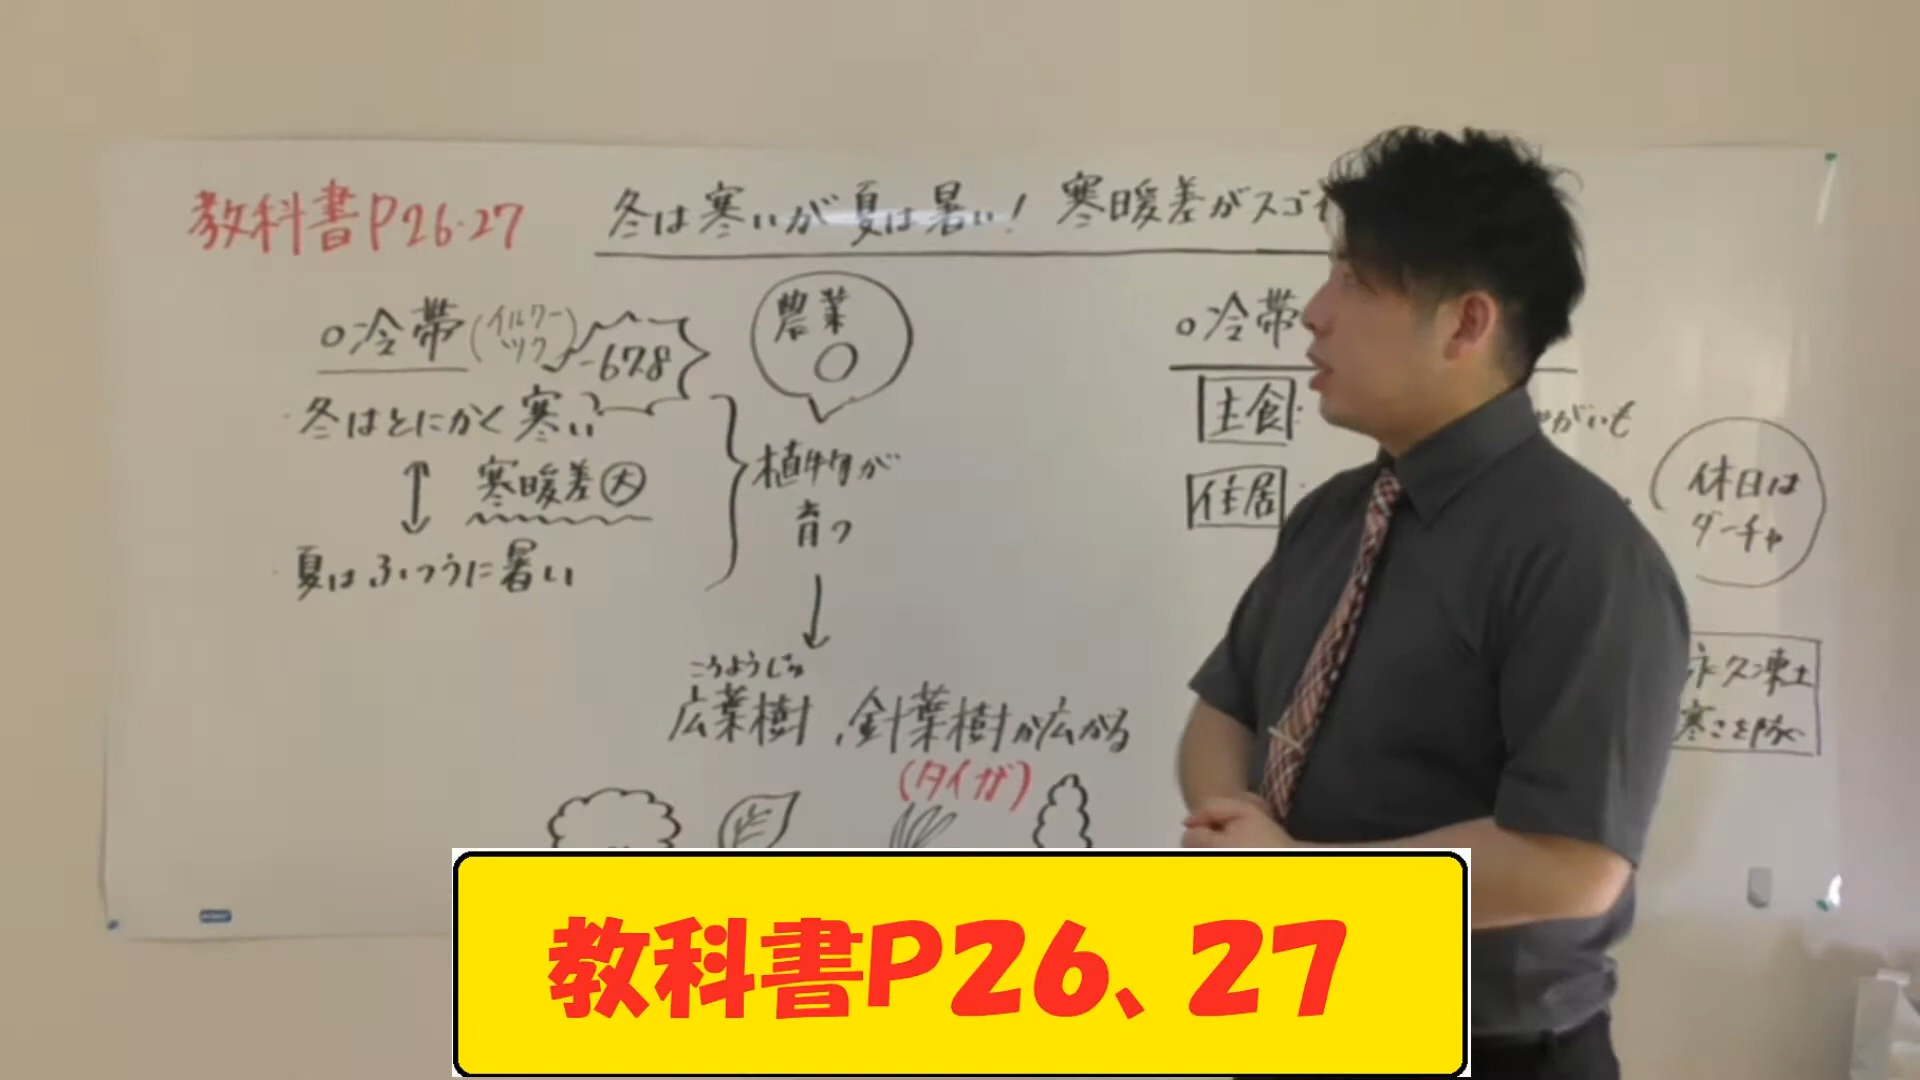 教科書P26.27
冬は寒いが夏は暑い! 寒暖差がスゴイ
○冷帯(イルクーツク)
-67.8
・冬はとにかく寒い
↕ 寒暖差大
・夏はふつうに暑い
農業
○
植物が
育つ
↓
こうようじゅ
広葉樹、針葉樹が広がる
(タイガ)
○冷帯
主食:
がいも
住居:
休日は
ダーチャ
永久凍土
寒さを防ぐ
教科書P26、27